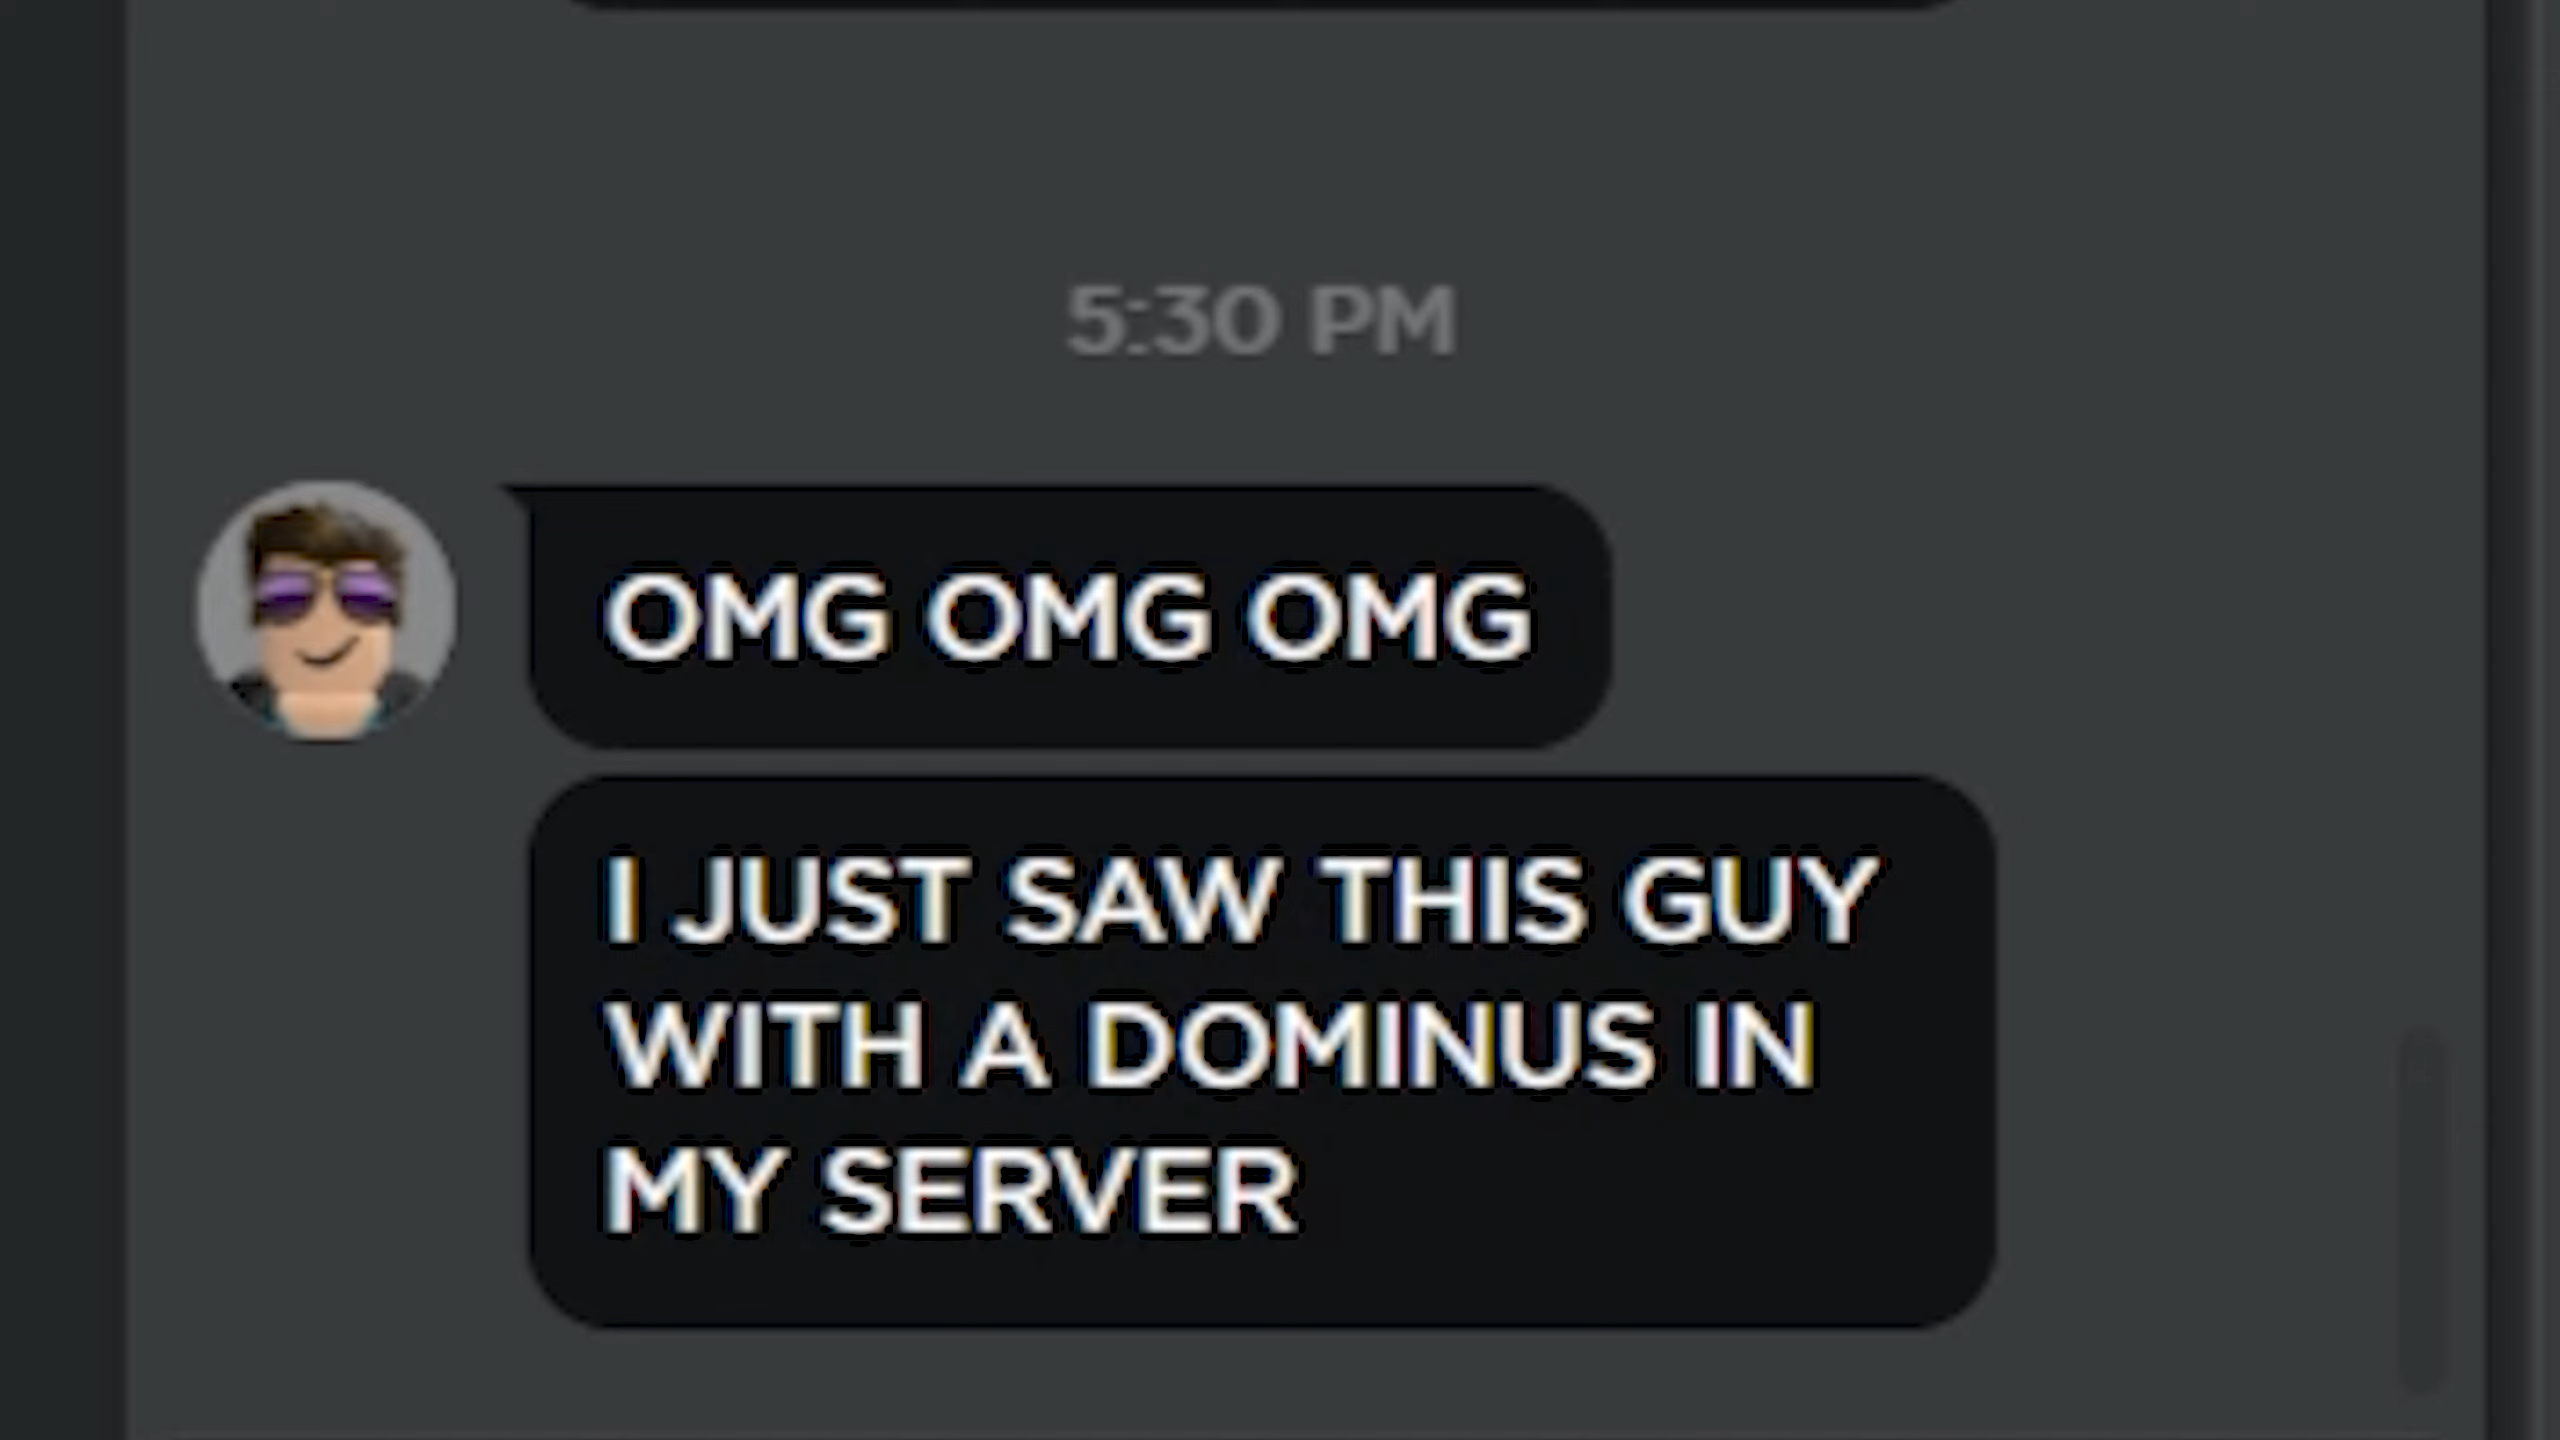 5:30 PM
OMG OMG OMG
I JUST SAW THIS GUY
WITH A DOMINUS IN
MY SERVER